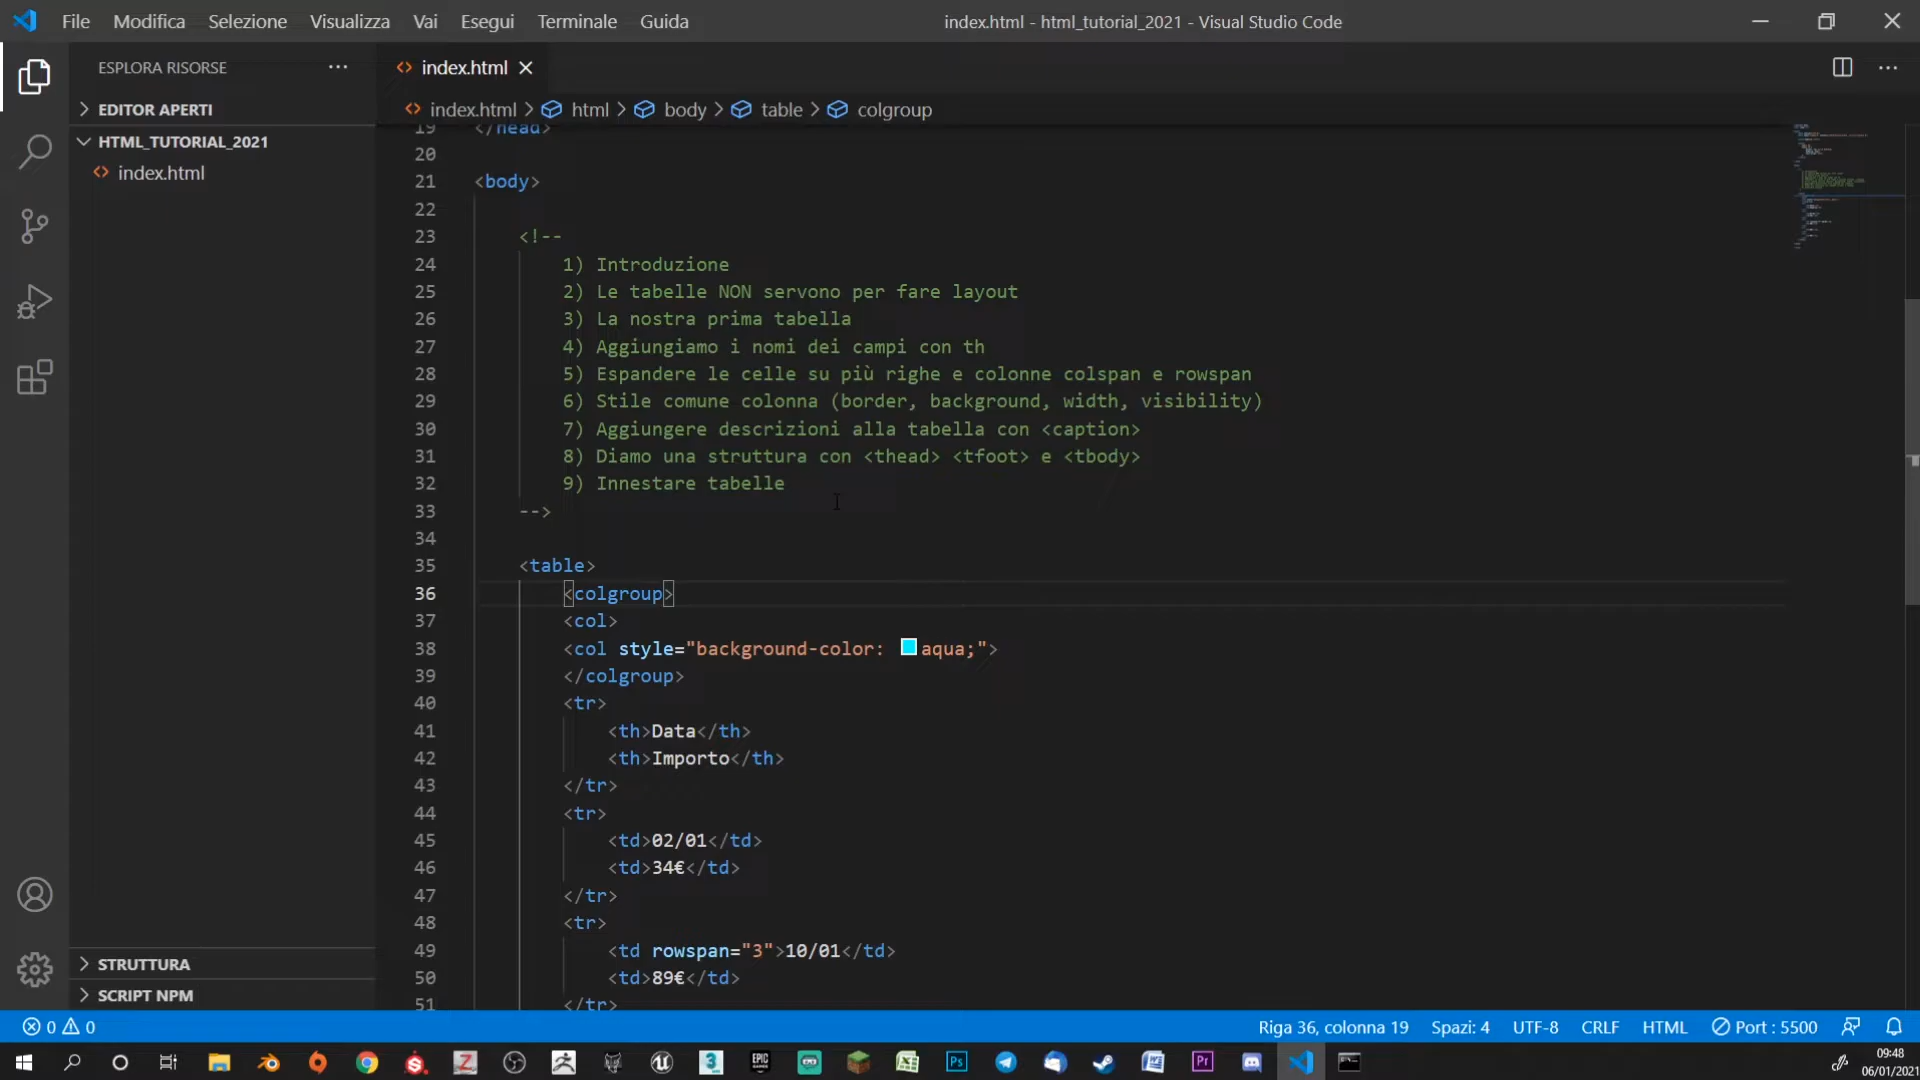 File Modifica Selezione Visualizza Vai Esegui Terminale Guida
index.html - html_tutorial_2021 - Visual Studio Code
ESPLORA RISORSE
index.html
EDITOR APERTI
HTML_TUTORIAL_2021
index.html
index.html > html > body > table > colgroup
19 </head>
20
21 <body>
22
23 <!--
24 1) Introduzione
25 2) Le tabelle NON servono per fare layout
26 3) La nostra prima tabella
27 4) Aggiungiamo i nomi dei campi con th
28 5) Espandere le celle su più righe e colonne colspan e rowspan
29 6) Stile comune colonna (border, background, width, visibility)
30 7) Aggiungere descrizioni alla tabella con <caption>
31 8) Diamo una struttura con <thead> <tfoot> e <tbody>
32 9) Innestare tabelle
33 -->
34
35 <table>
36 <colgroup>
37 <col>
38 <col style="background-color: aqua;">
39 </colgroup>
40 <tr>
41 <th>Data</th>
42 <th>Importo</th>
43 </tr>
44 <tr>
45 <td>02/01</td>
46 <td>34€</td>
47 </tr>
48 <tr>
49 <td rowspan="3">10/01</td>
50 <td>89€</td>
51 </tr>
STRUTTURA
SCRIPT NPM
0 0
Riga 36, colonna 19 Spazi: 4 UTF-8 CRLF HTML Port : 5500
09:48
06/01/2021